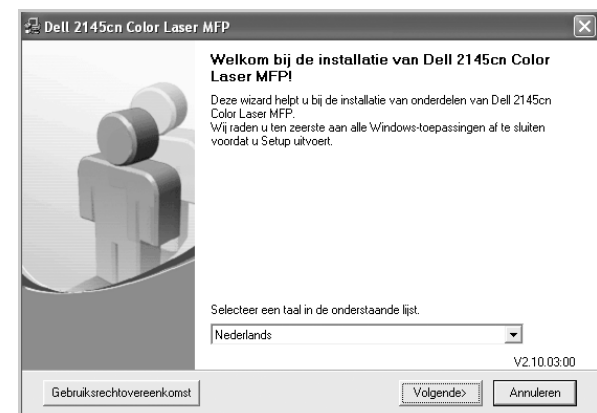 Dell 2145cn Color Laser MFP
Welkom bij de installatie van Dell 2145cn Color
Laser MFP!
Deze wizard helpt u bij de installatie van onderdelen van Dell 2145cn
Color Laser MFP.
Wij raden u ten zeerste aan alle Windows-toepassingen af te sluiten
voordat u Setup uitvoert.
Selecteer een taal in de onderstaande lijst.
Nederlands
V2.10.03:00
Gebruiksrechtovereenkomst
Volgende>
Annuleren